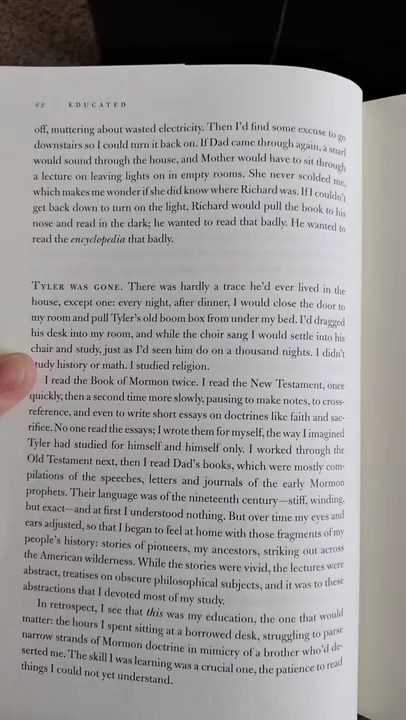 62 EDUCATED
off, muttering about wasted electricity. Then I'd find some excuse to go
downstairs so I could turn it back on. If Dad came through again, a snarl
would sound through the house, and Mother would have to sit through
a lecture on leaving lights on in empty rooms. She never scolded me,
which makes me wonder if she did know where Richard was. If I couldn't
get back down to turn on the light, Richard would pull the book to his
nose and read in the dark; he wanted to read that badly. He wanted to
read the encyclopedia that badly.
TYLER WAS GONE. There was hardly a trace he'd ever lived in the
house, except one: every night, after dinner, I would close the door to
my room and pull Tyler's old boom box from under my bed. I'd dragged
his desk into my room, and while the choir sang I would settle into his
chair and study, just as I'd seen him do on a thousand nights. I didn't
study history or math. I studied religion.
I read the Book of Mormon twice. I read the New Testament, once
quickly, then a second time more slowly, pausing to make notes, to cross-
reference, and even to write short essays on doctrines like faith and sac-
rifice. No one read the essays; I wrote them for myself, the way I imagined
Tyler had studied for himself and himself only. I worked through the
Old Testament next, then I read Dad's books, which were mostly com-
pilations of the speeches, letters and journals of the early Mormon
prophets. Their language was of the nineteenth century—stiff, winding,
but exact—and at first I understood nothing. But over time my eyes and
ears adjusted, so that I began to feel at home with those fragments of my
people's history: stories of pioneers, my ancestors, striking out across
the American wilderness. While the stories were vivid, the lectures were
abstract, treatises on obscure philosophical subjects, and it was to these
abstractions that I devoted most of my study.
In retrospect, I see that this was my education, the one that would
matter: the hours I spent sitting at a borrowed desk, struggling to parse
narrow strands of Mormon doctrine in mimicry of a brother who'd de-
serted me. The skill I was learning was a crucial one, the patience to read
things I could not yet understand.